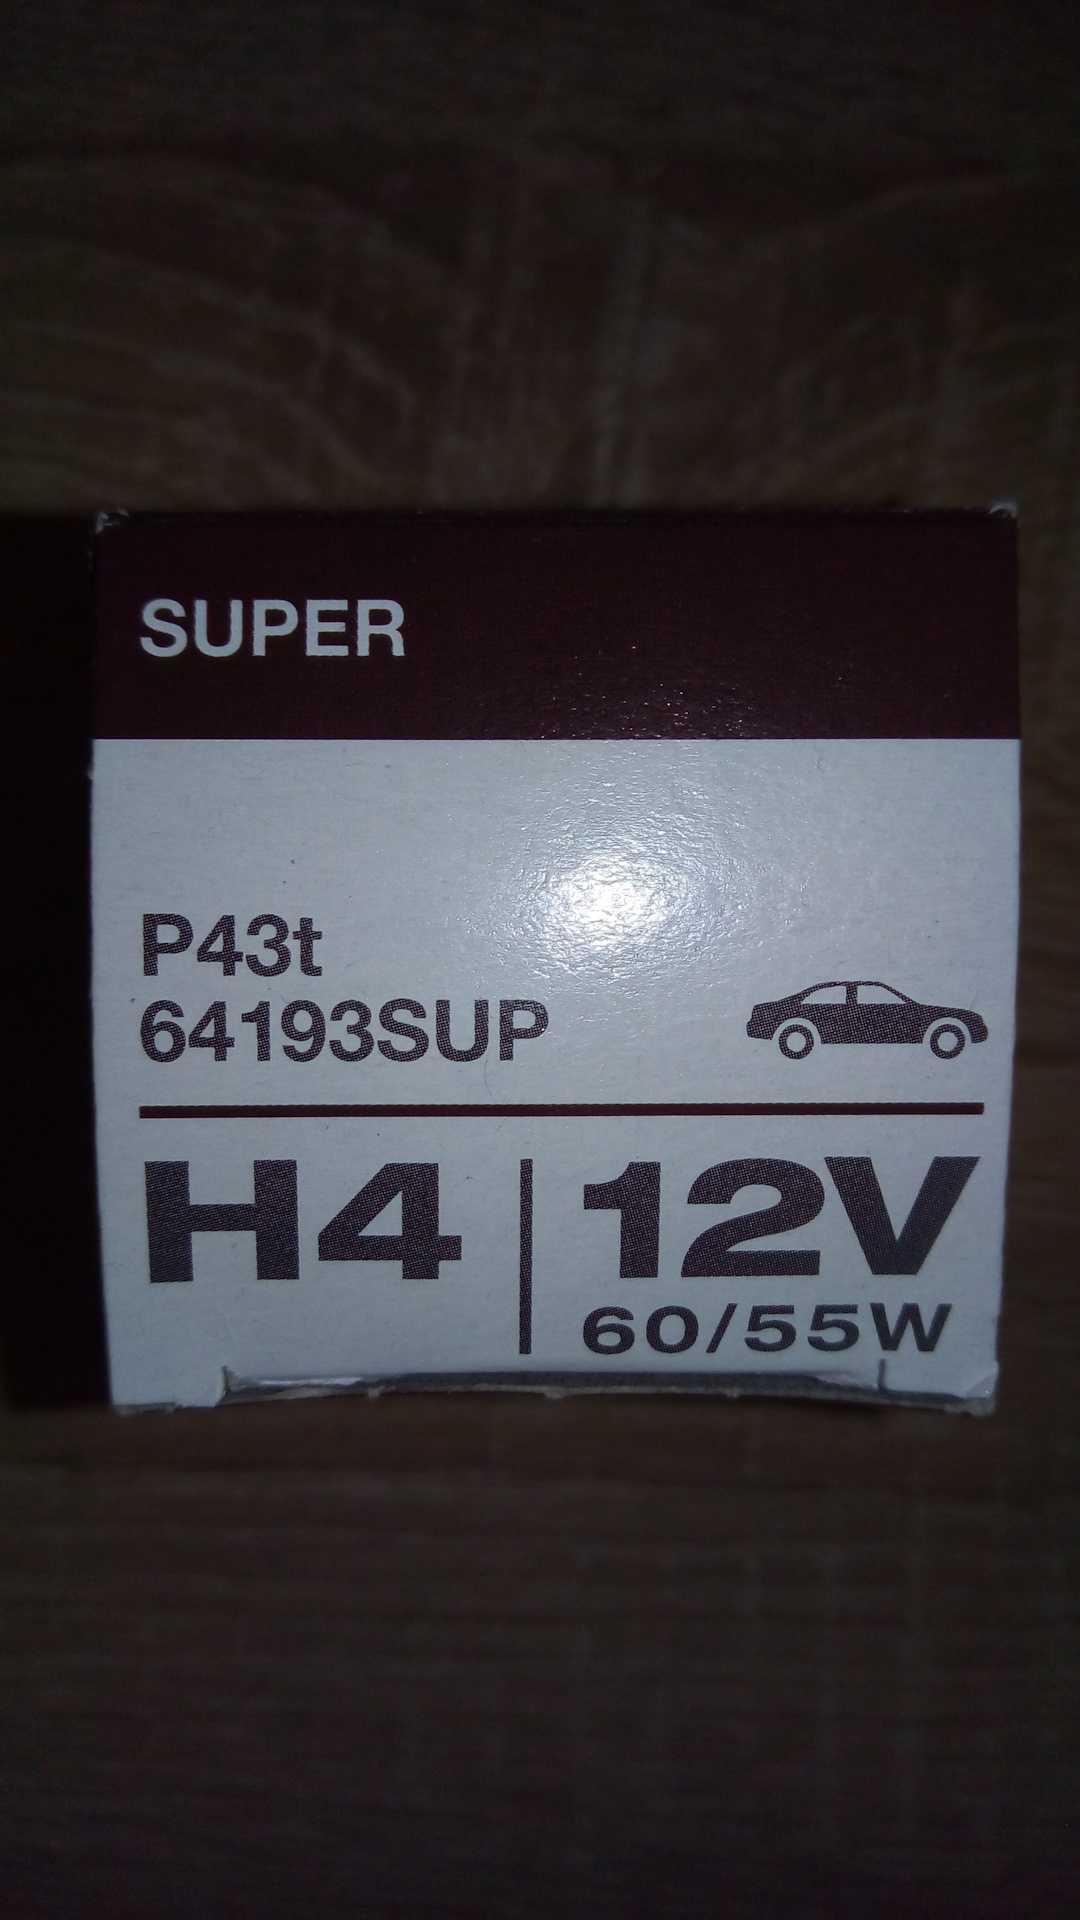 SUPER
P43t
64193SUP
H4 | 12V
60/55W